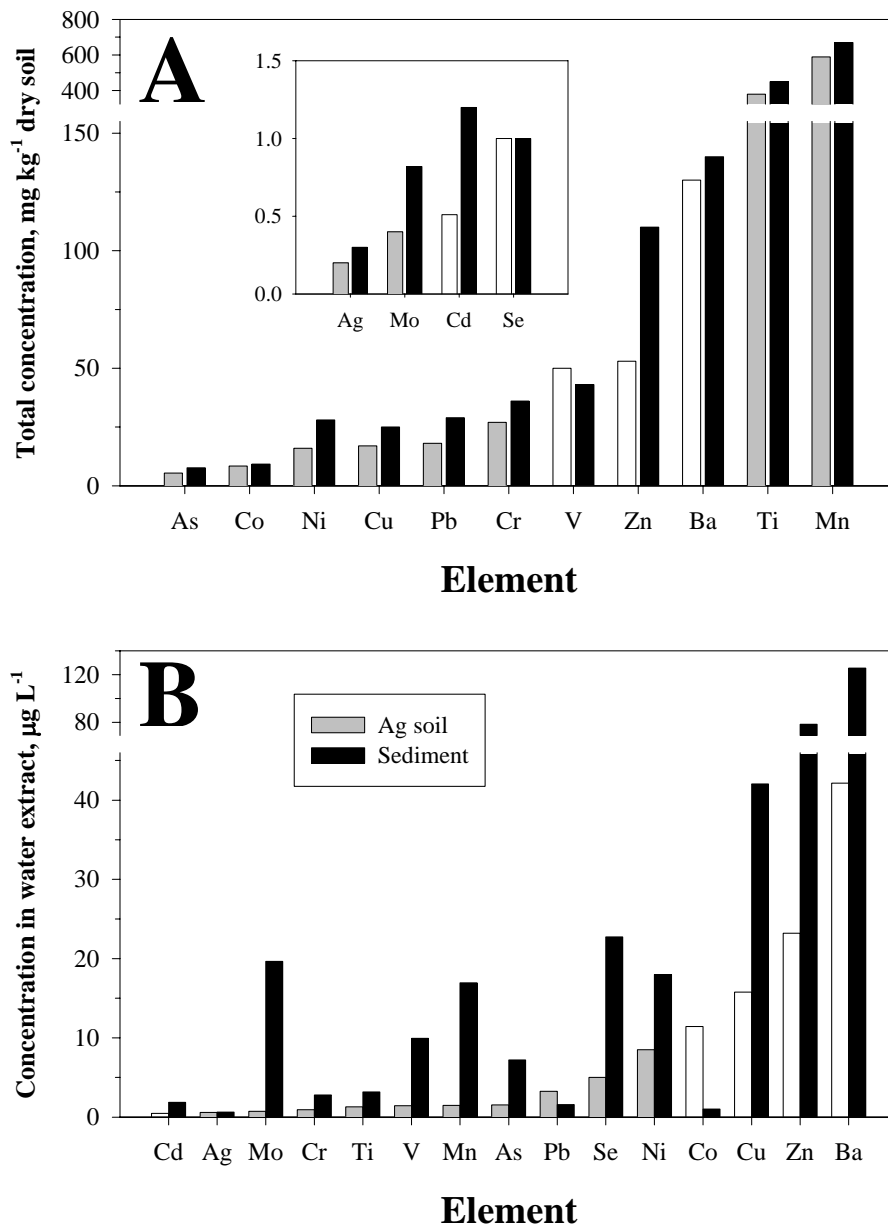 A
Total concentration, mg kg⁻¹ dry soil
800
600
400
150
100
50
0
1.5
1.0
0.5
0.0
Ag Mo Cd Se
As Co Ni Cu Pb Cr V Zn Ba Ti Mn
Element
B
Concentration in water extract, µg L⁻¹
120
80
40
30
20
10
0
Ag soil
Sediment
Cd Ag Mo Cr Ti V Mn As Pb Se Ni Co Cu Zn Ba
Element